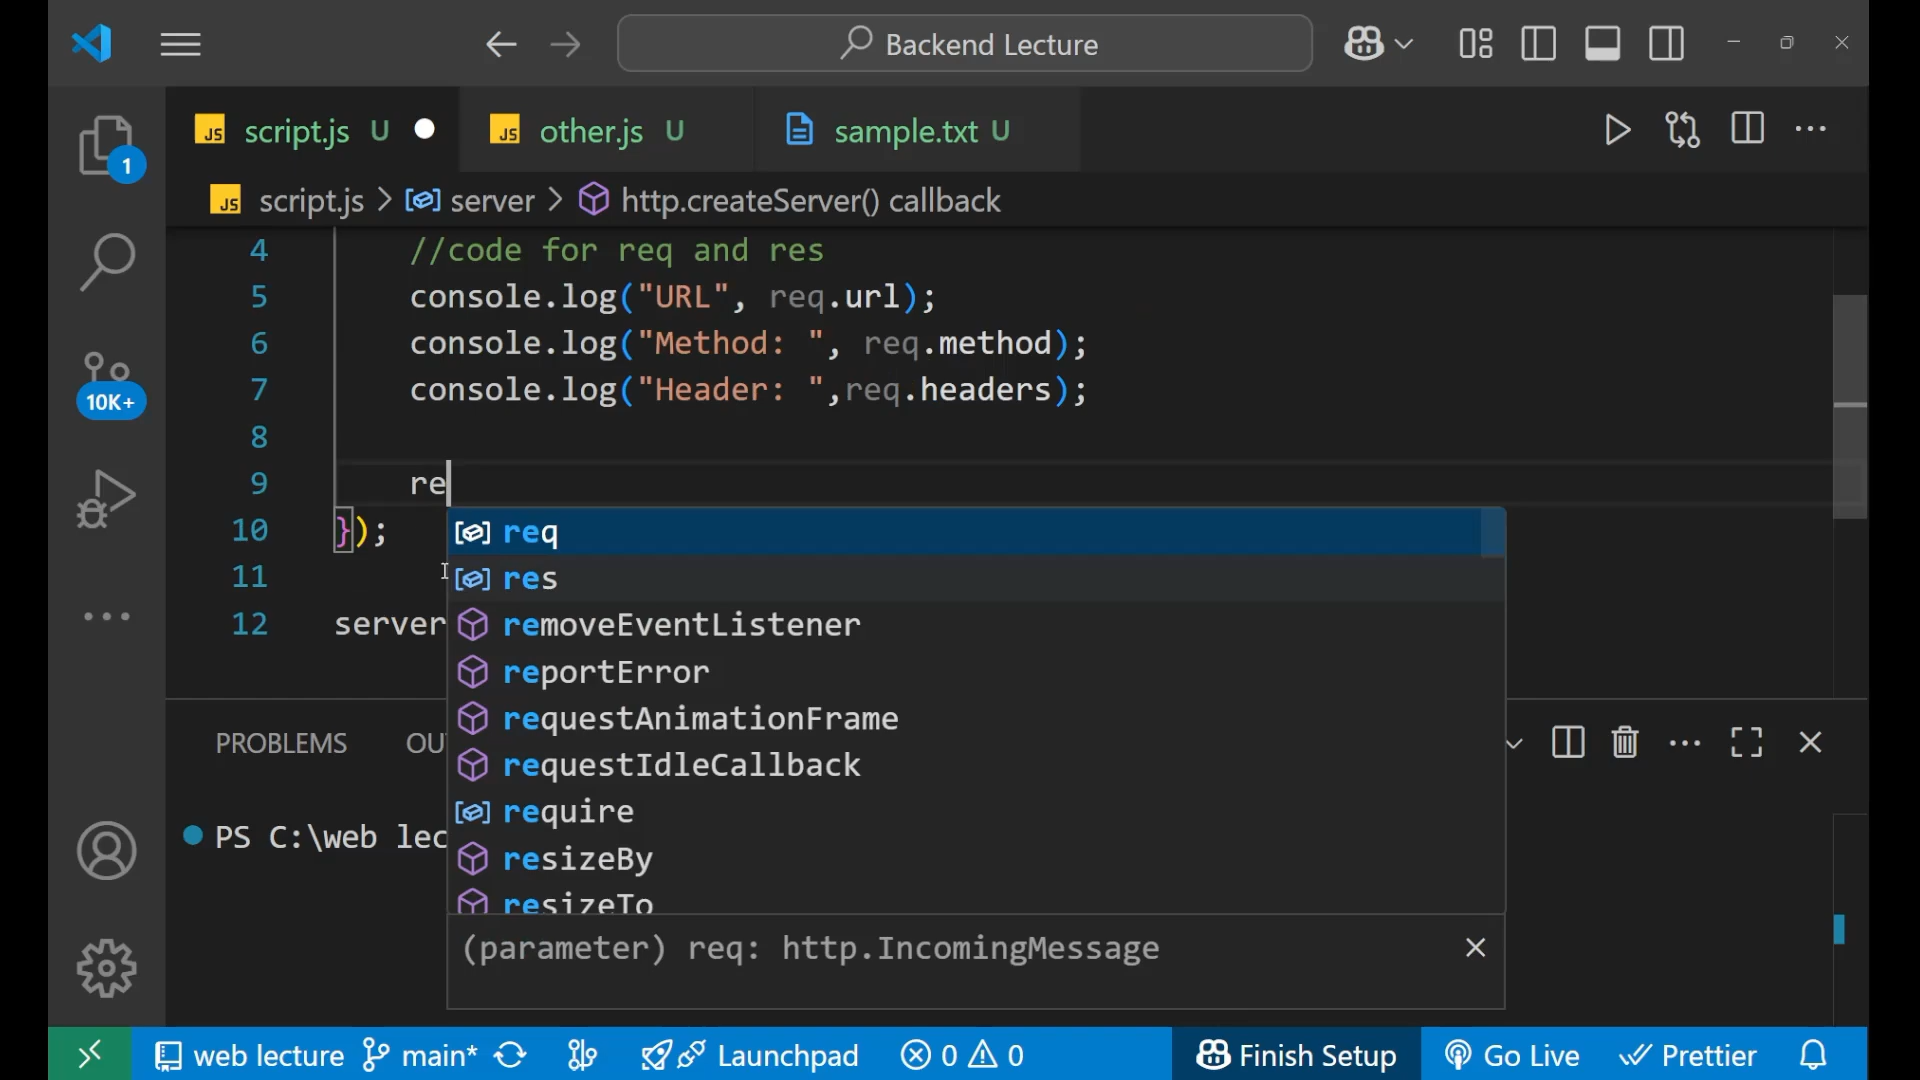 Backend Lecture
JS script.js U
JS other.js U
sample.txt U
1
JS script.js > server > http.createServer() callback
4 //code for req and res
5 console.log("URL", req.url);
6 console.log("Method: ", req.method);
7 console.log("Header: ",req.headers);
8
9 re
10 });
11
12 server
req
res
removeEventListener
reportError
requestAnimationFrame
requestIdleCallback
require
resizeBy
resizeTo
(parameter) req: http.IncomingMessage
10K+
PROBLEMS OU
PS C:\web lec
web lecture main* Launchpad 0 0 Finish Setup Go Live Prettier